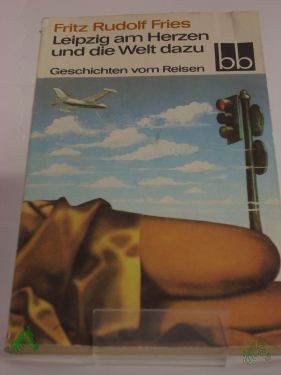 Fritz Rudolf Fries
Leipzig am Herzen
und die Welt dazu
bb
Geschichten vom Reisen